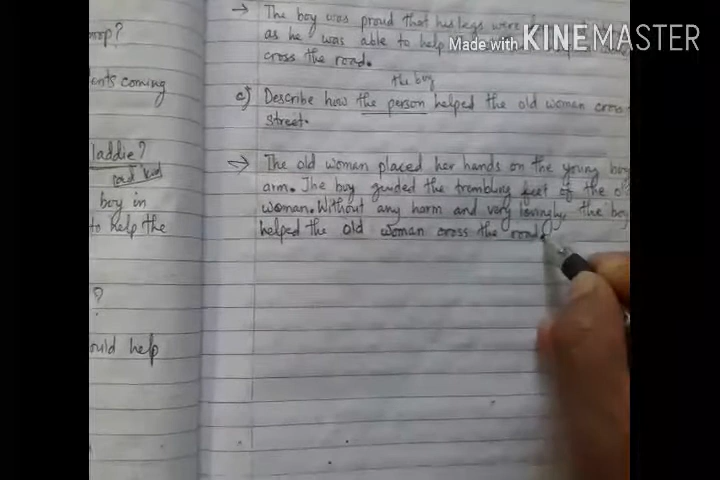 → The boy was proud that his legs were
as he was able to help
cross the road.
Made with KINEMASTER
the boy
c) Describe how the person helped the old woman cross
street.
→ The old woman placed her hands on the young boy
arm. The boy guided the trembling feet of the
woman. Without any harm and very lovingly, the boy
helped the old woman cross the road.
ents coming
laddie?
kid
boy in
to help the
?
ould help